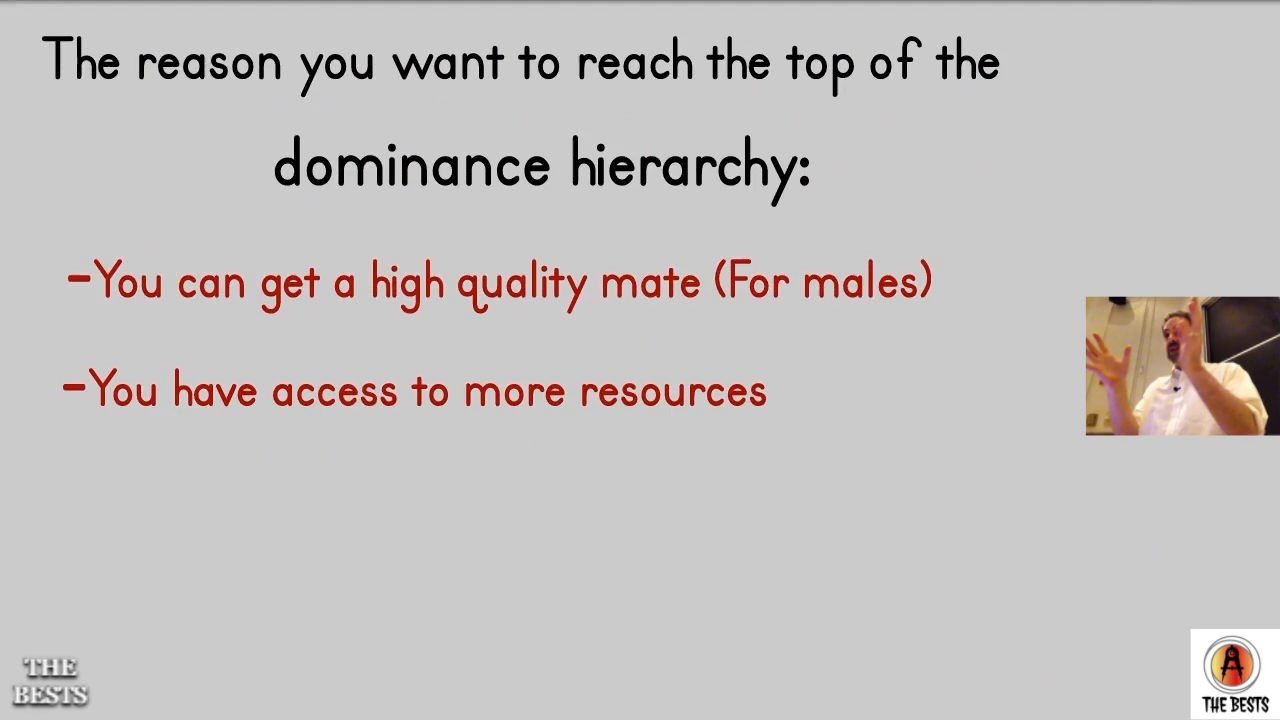 The reason you want to reach the top of the
dominance hierarchy:
-You can get a high quality mate (For males)
-You have access to more resources
THE
BESTS
THE BESTS